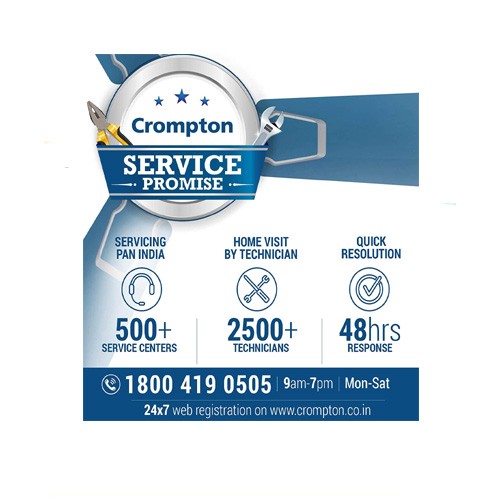 Crompton
SERVICE
PROMISE
SERVICING
PAN INDIA
500+
SERVICE CENTERS
HOME VISIT
BY TECHNICIAN
2500+
TECHNICIANS
QUICK
RESOLUTION
48hrs
RESPONSE
1800 419 0505 | 9am-7pm | Mon-Sat
24x7 web registration on www.crompton.co.in